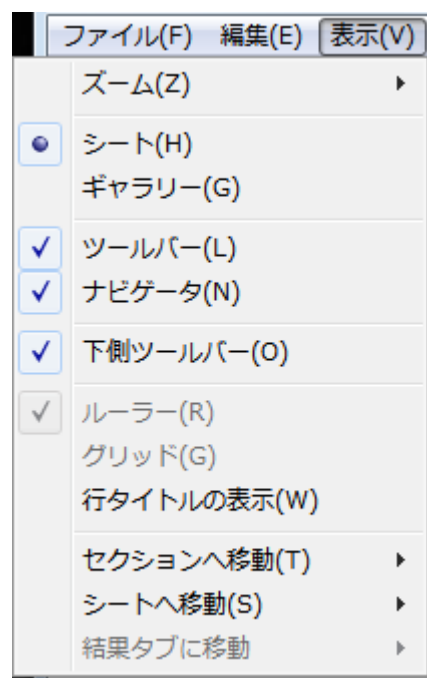 ファイル(F) 編集(E) 表示(V)
ズーム(Z)
シート(H)
ギャラリー(G)
ツールバー(L)
ナビゲータ(N)
下側ツールバー(O)
ルーラー(R)
グリッド(G)
行タイトルの表示(W)
セクションへ移動(T)
シートへ移動(S)
結果タブに移動